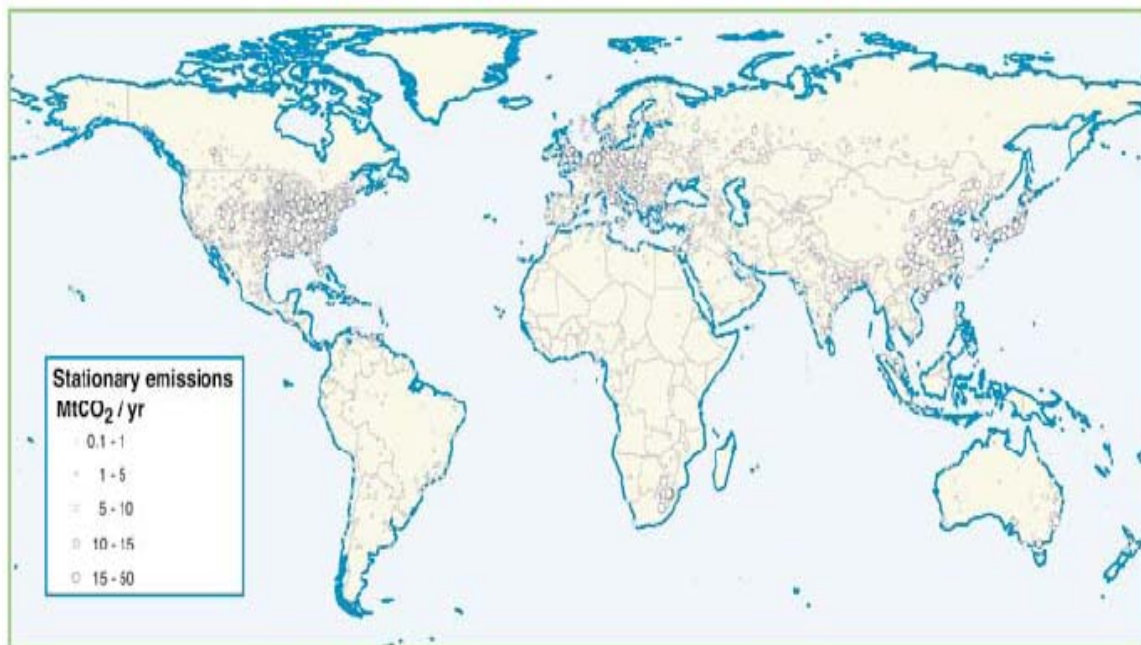 Stationary emissions
MtCO₂ / yr
0.1 - 1
1 - 5
5 - 10
10 - 15
15 - 50